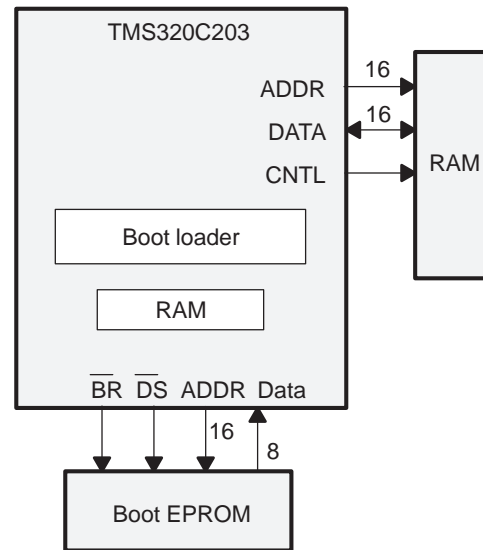 TMS320C203
ADDR
16
DATA
16
CNTL
RAM
Boot loader
RAM
BR DS ADDR Data
16
8
Boot EPROM